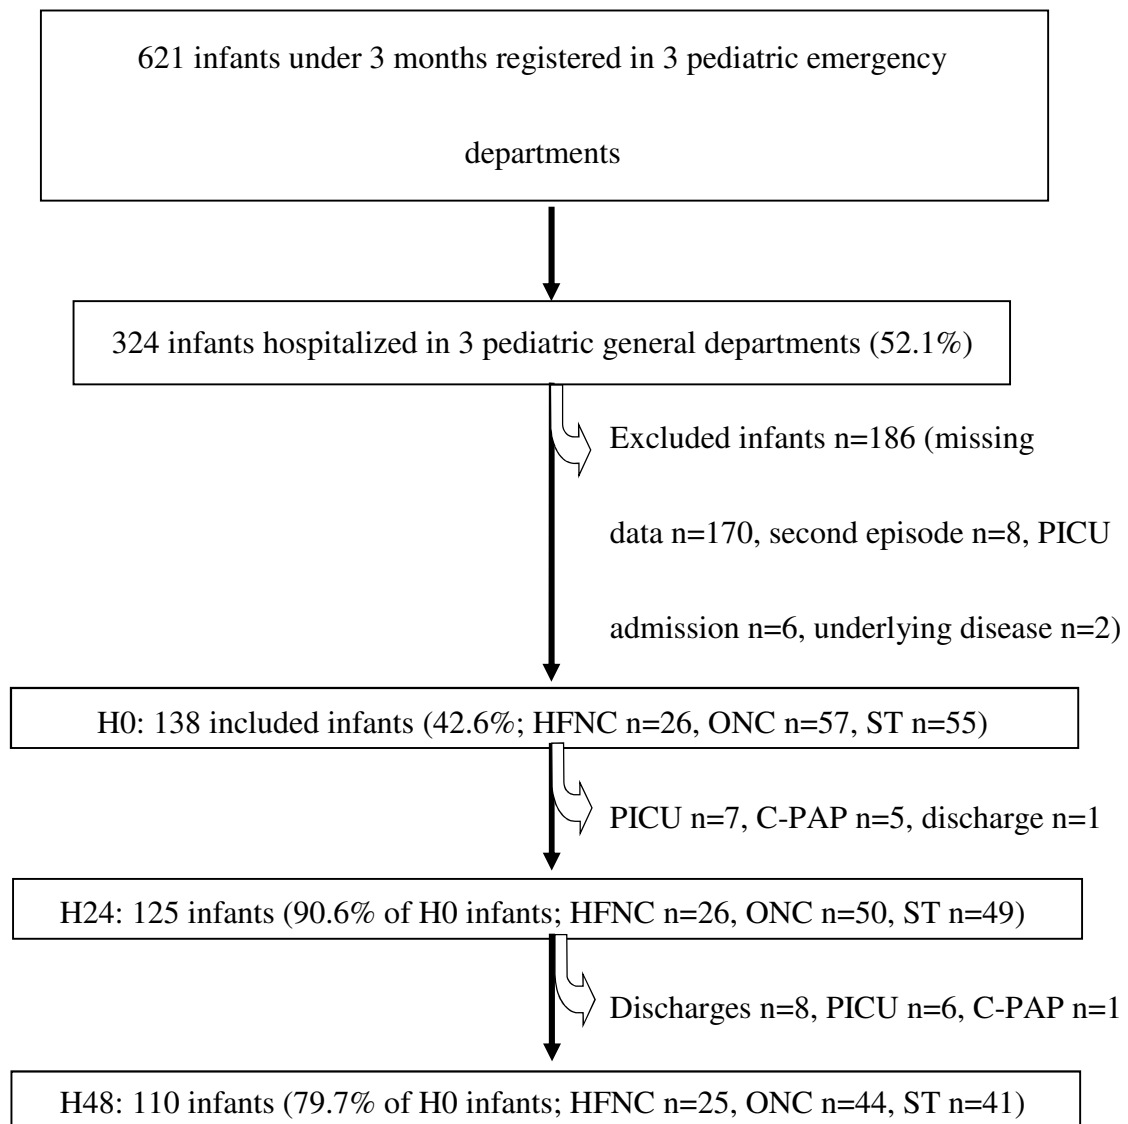 621 infants under 3 months registered in 3 pediatric emergency
departments
324 infants hospitalized in 3 pediatric general departments (52.1%)
Excluded infants n=186 (missing
data n=170, second episode n=8, PICU
admission n=6, underlying disease n=2)
H0: 138 included infants (42.6%; HFNC n=26, ONC n=57, ST n=55)
PICU n=7, C-PAP n=5, discharge n=1
H24: 125 infants (90.6% of H0 infants; HFNC n=26, ONC n=50, ST n=49)
Discharges n=8, PICU n=6, C-PAP n=1
H48: 110 infants (79.7% of H0 infants; HFNC n=25, ONC n=44, ST n=41)